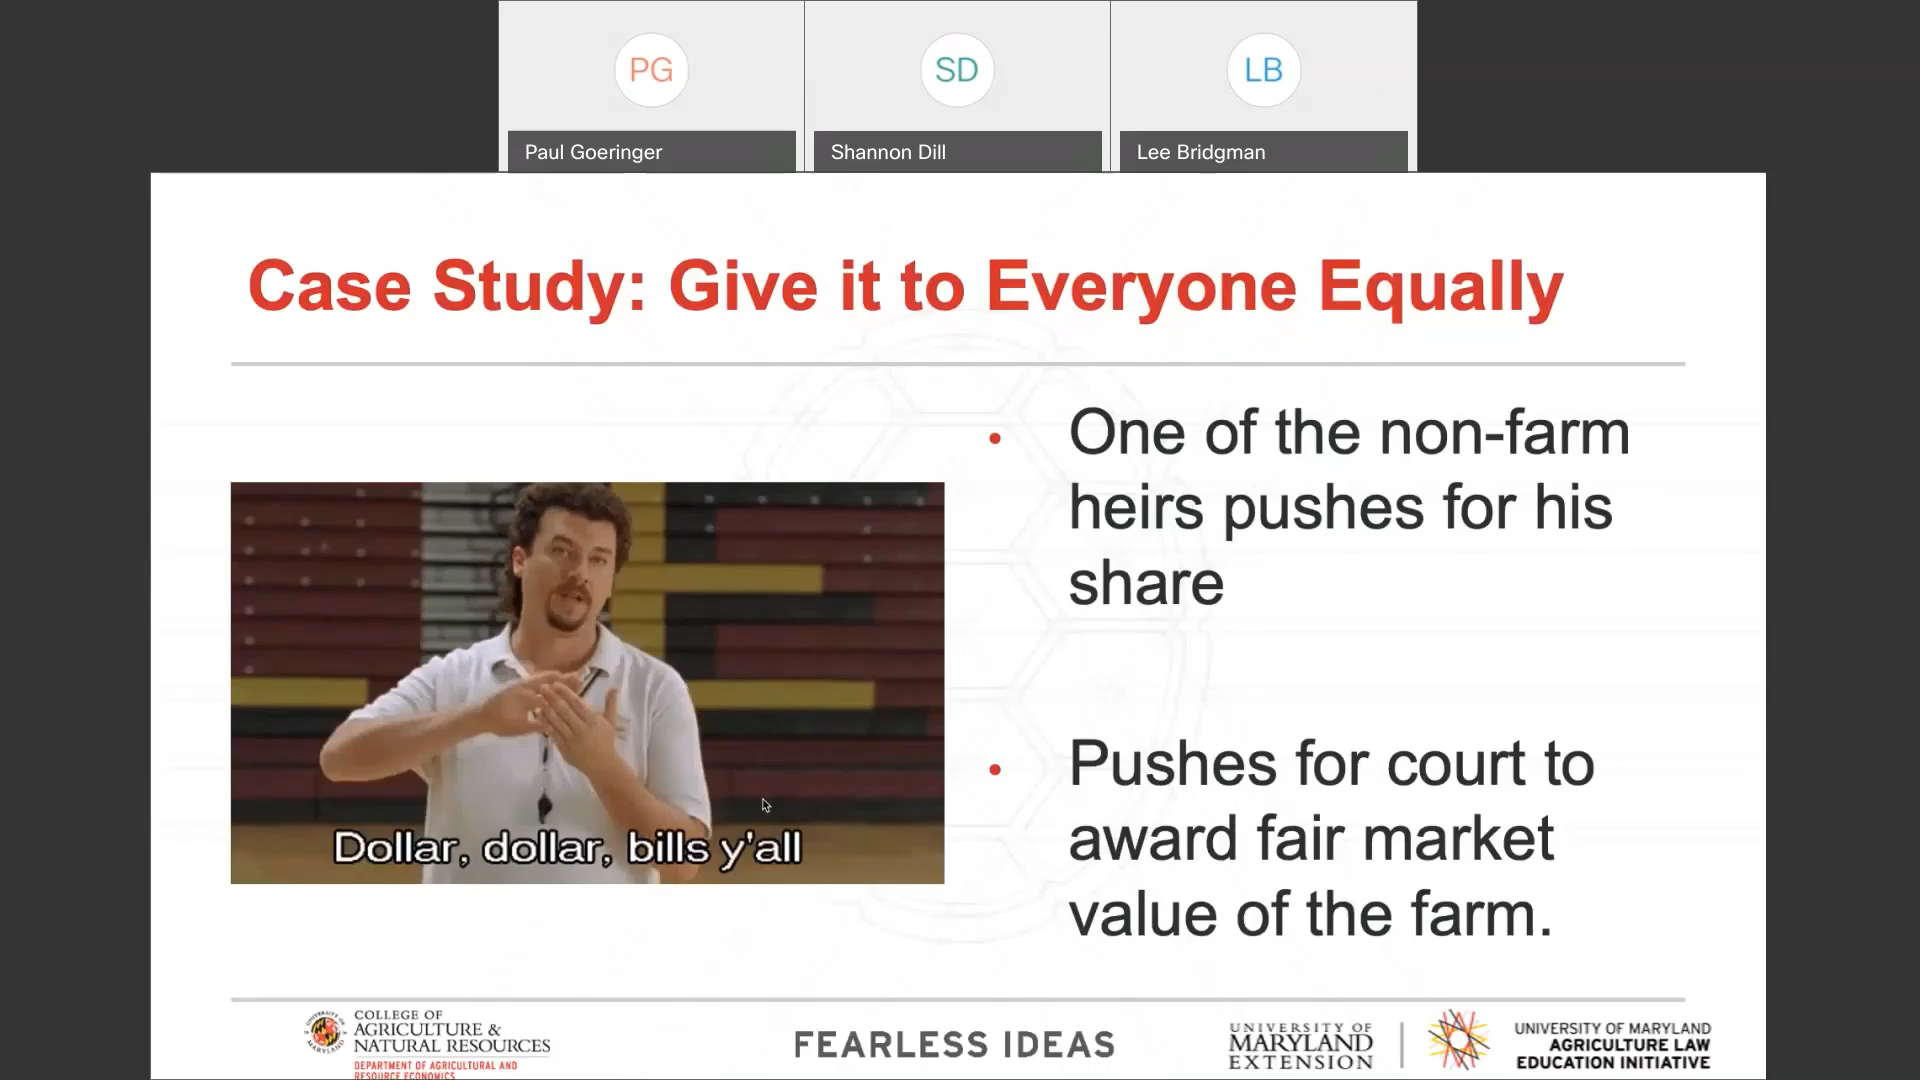 PG
SD
LB
Paul Goeringer
Shannon Dill
Lee Bridgman
Case Study: Give it to Everyone Equally
• One of the non-farm
heirs pushes for his
share
• Pushes for court to
award fair market
value of the farm.
Dollar, dollar, bills y'all
COLLEGE OF
AGRICULTURE &
NATURAL RESOURCES
DEPARTMENT OF AGRICULTURAL AND
RESOURCE ECONOMICS
FEARLESS IDEAS
UNIVERSITY OF
MARYLAND
EXTENSION
UNIVERSITY OF MARYLAND
AGRICULTURE LAW
EDUCATION INITIATIVE